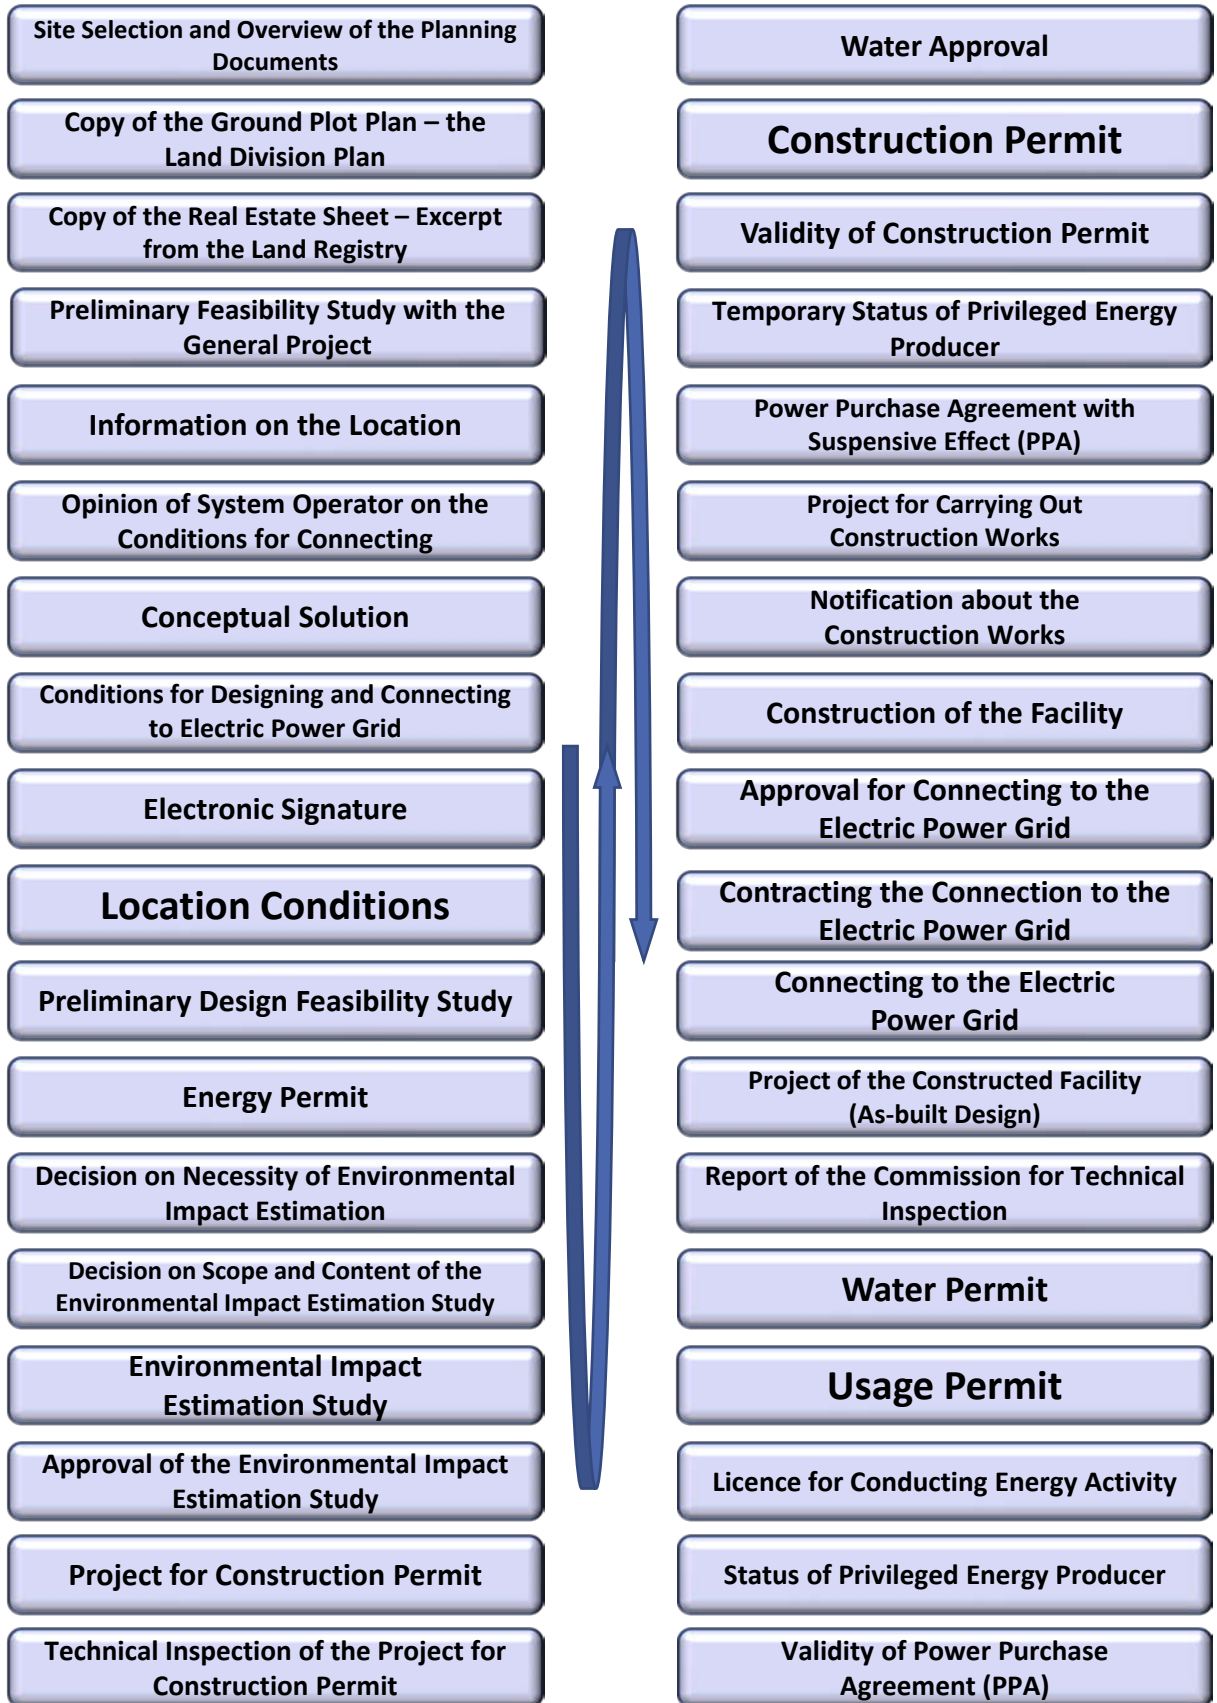 Site Selection and Overview of the Planning
Documents
Copy of the Ground Plot Plan – the
Land Division Plan
Copy of the Real Estate Sheet – Excerpt
from the Land Registry
Preliminary Feasibility Study with the
General Project
Information on the Location
Opinion of System Operator on the
Conditions for Connecting
Conceptual Solution
Conditions for Designing and Connecting
to Electric Power Grid
Electronic Signature
Location Conditions
Preliminary Design Feasibility Study
Energy Permit
Decision on Necessity of Environmental
Impact Estimation
Decision on Scope and Content of the
Environmental Impact Estimation Study
Environmental Impact
Estimation Study
Approval of the Environmental Impact
Estimation Study
Project for Construction Permit
Technical Inspection of the Project for
Construction Permit
Water Approval
Construction Permit
Validity of Construction Permit
Temporary Status of Privileged Energy
Producer
Power Purchase Agreement with
Suspensive Effect (PPA)
Project for Carrying Out
Construction Works
Notification about the
Construction Works
Construction of the Facility
Approval for Connecting to the
Electric Power Grid
Contracting the Connection to the
Electric Power Grid
Connecting to the Electric
Power Grid
Project of the Constructed Facility
(As-built Design)
Report of the Commission for Technical
Inspection
Water Permit
Usage Permit
Licence for Conducting Energy Activity
Status of Privileged Energy Producer
Validity of Power Purchase
Agreement (PPA)